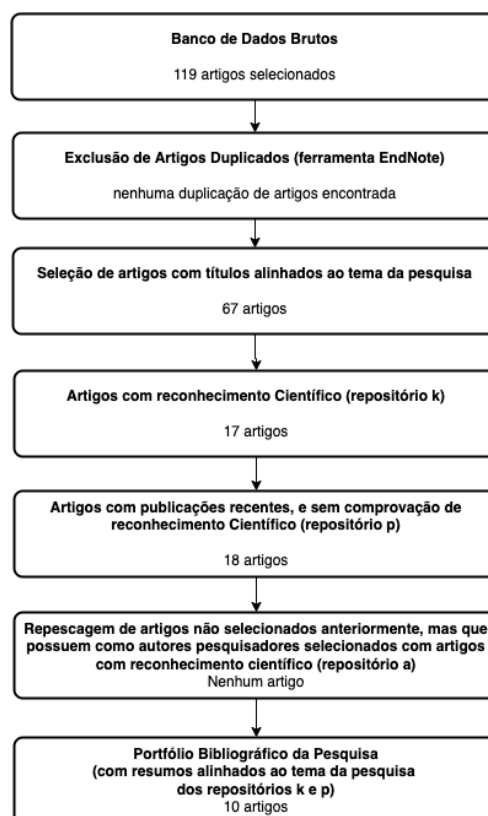 Banco de Dados Brutos
119 artigos selecionados
Exclusão de Artigos Duplicados (ferramenta EndNote)
nenhuma duplicação de artigos encontrada
Seleção de artigos com títulos alinhados ao tema da pesquisa
67 artigos
Artigos com reconhecimento Científico (repositório k)
17 artigos
Artigos com publicações recentes, e sem comprovação de
reconhecimento Científico (repositório p)
18 artigos
Repescagem de artigos não selecionados anteriormente, mas que
possuem como autores pesquisadores selecionados com artigos
com reconhecimento científico (repositório a)
Nenhum artigo
Portfólio Bibliográfico da Pesquisa
(com resumos alinhados ao tema da pesquisa
dos repositórios k e p)
10 artigos